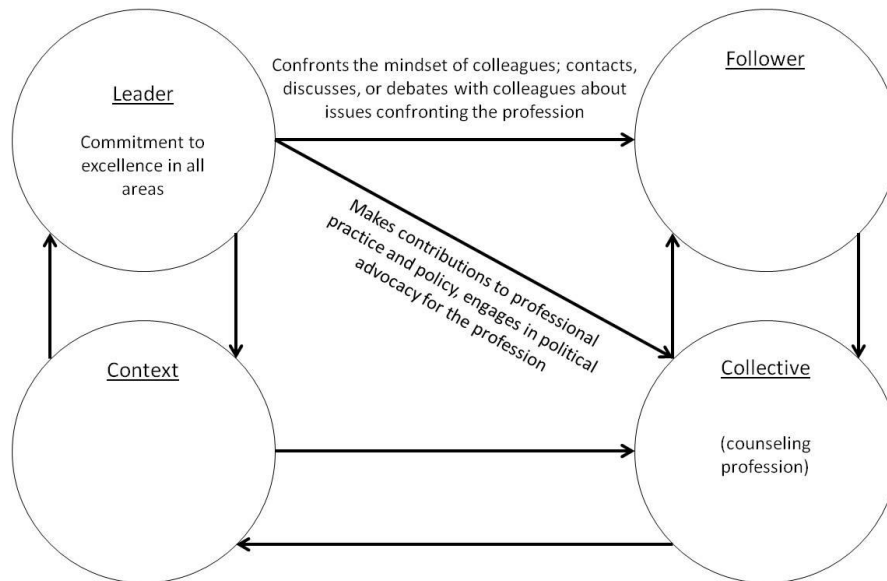 Leader
Commitment to
excellence in all
areas
Confronts the mindset of colleagues; contacts,
discusses, or debates with colleagues about
issues confronting the profession
Follower
Makes contributions to professional
practice and policy, engages in political
advocacy for the profession
Context
Collective
(counseling
profession)